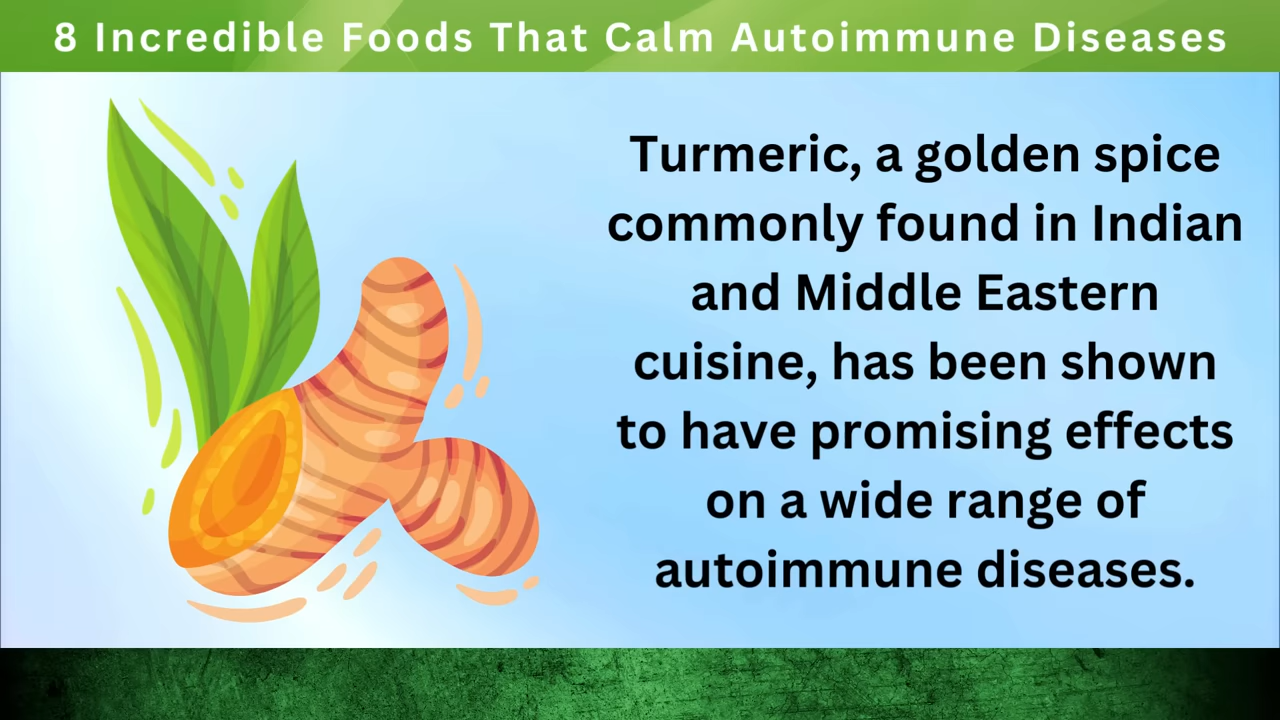 8 Incredible Foods That Calm Autoimmune Diseases
Turmeric, a golden spice
commonly found in Indian
and Middle Eastern
cuisine, has been shown
to have promising effects
on a wide range of
autoimmune diseases.